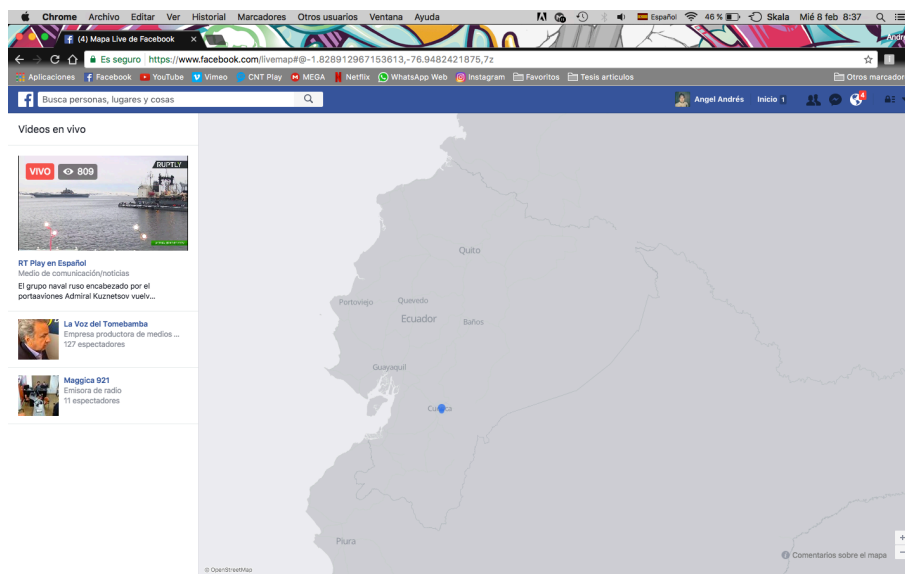 Chrome Archivo Editar Ver Historial Marcadores Otros usuarios Ventana Ayuda Español 46 % Skala Mié 8 feb 8:37
(4) Mapa Live de Facebook
Andrés
Es seguro https://www.facebook.com/livemap#@-1.828912967153613,-76.9482421875,7z
Aplicaciones Facebook YouTube Vimeo CNT Play MEGA Netflix WhatsApp Web Instagram Favoritos Tesis artículos Otros marcadores
Busca personas, lugares y cosas Angel Andrés Inicio 1 4
Videos en vivo
VIVO 809 RUPTLY
RT Play en Español
Medio de comunicación/noticias
El grupo naval ruso encabezado por el
portaaviones Admiral Kuznetsov vuelv...
La Voz del Tomebamba
Empresa productora de medios ...
127 espectadores
Maggica 921
Emisora de radio
11 espectadores
Quito
Portoviejo Quevedo
Ecuador Baños
Guayaquil
Cuenca
Piura
Comentarios sobre el mapa
© OpenStreetMap